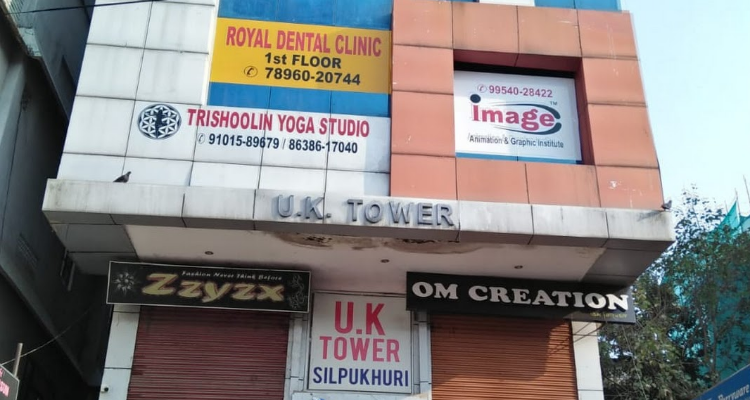 ROYAL DENTAL CLINIC
1st FLOOR
78960-20744
99540-28422
image
TM
Animation & Graphic Institute
TRISHOOLIN YOGA STUDIO
91015-89679 / 86386-17040
U.K. TOWER
Fashion Never Think Before
Zzyzx
OM CREATION
U.K
TOWER
SILPUKHURI